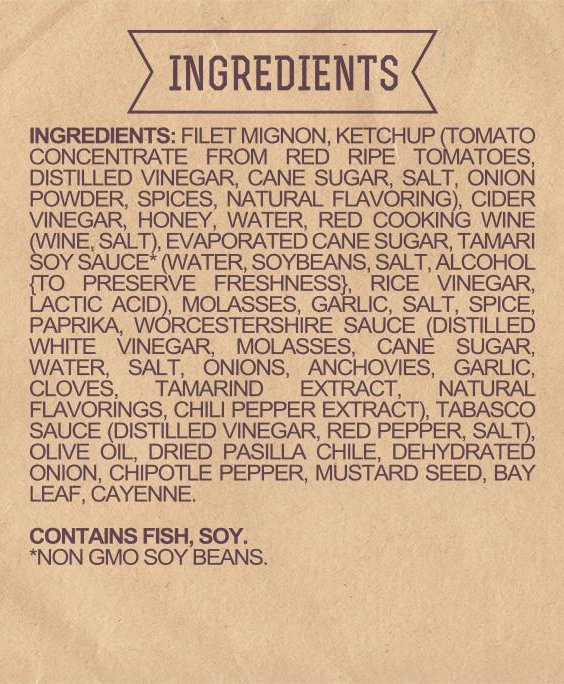 INGREDIENTS
INGREDIENTS: FILET MIGNON, KETCHUP (TOMATO
CONCENTRATE FROM RED RIPE TOMATOES,
DISTILLED VINEGAR, CANE SUGAR, SALT, ONION
POWDER, SPICES, NATURAL FLAVORING), CIDER
VINEGAR, HONEY, WATER, RED COOKING WINE
(WINE, SALT), EVAPORATED CANE SUGAR, TAMARI
SOY SAUCE* (WATER, SOYBEANS, SALT, ALCOHOL
{TO PRESERVE FRESHNESS}, RICE VINEGAR,
LACTIC ACID), MOLASSES, GARLIC, SALT, SPICE,
PAPRIKA, WORCESTERSHIRE SAUCE (DISTILLED
WHITE VINEGAR, MOLASSES, CANE SUGAR,
WATER, SALT, ONIONS, ANCHOVIES, GARLIC,
CLOVES, TAMARIND EXTRACT, NATURAL
FLAVORINGS, CHILI PEPPER EXTRACT), TABASCO
SAUCE (DISTILLED VINEGAR, RED PEPPER, SALT),
OLIVE OIL, DRIED PASILLA CHILE, DEHYDRATED
ONION, CHIPOTLE PEPPER, MUSTARD SEED, BAY
LEAF, CAYENNE.
CONTAINS FISH, SOY.
*NON GMO SOY BEANS.